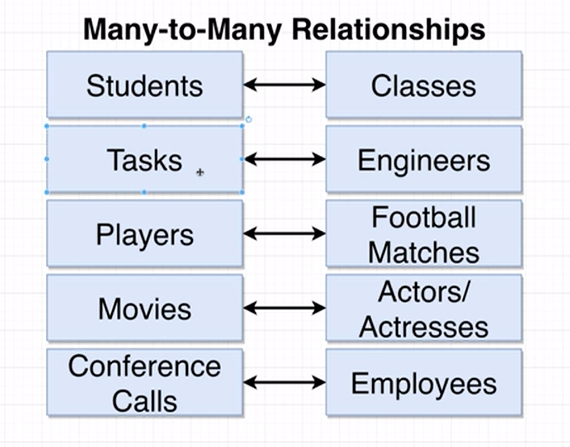 Many-to-Many Relationships
Students
Classes
Tasks
Engineers
Players
Football
Matches
Movies
Actors/
Actresses
Conference
Calls
Employees